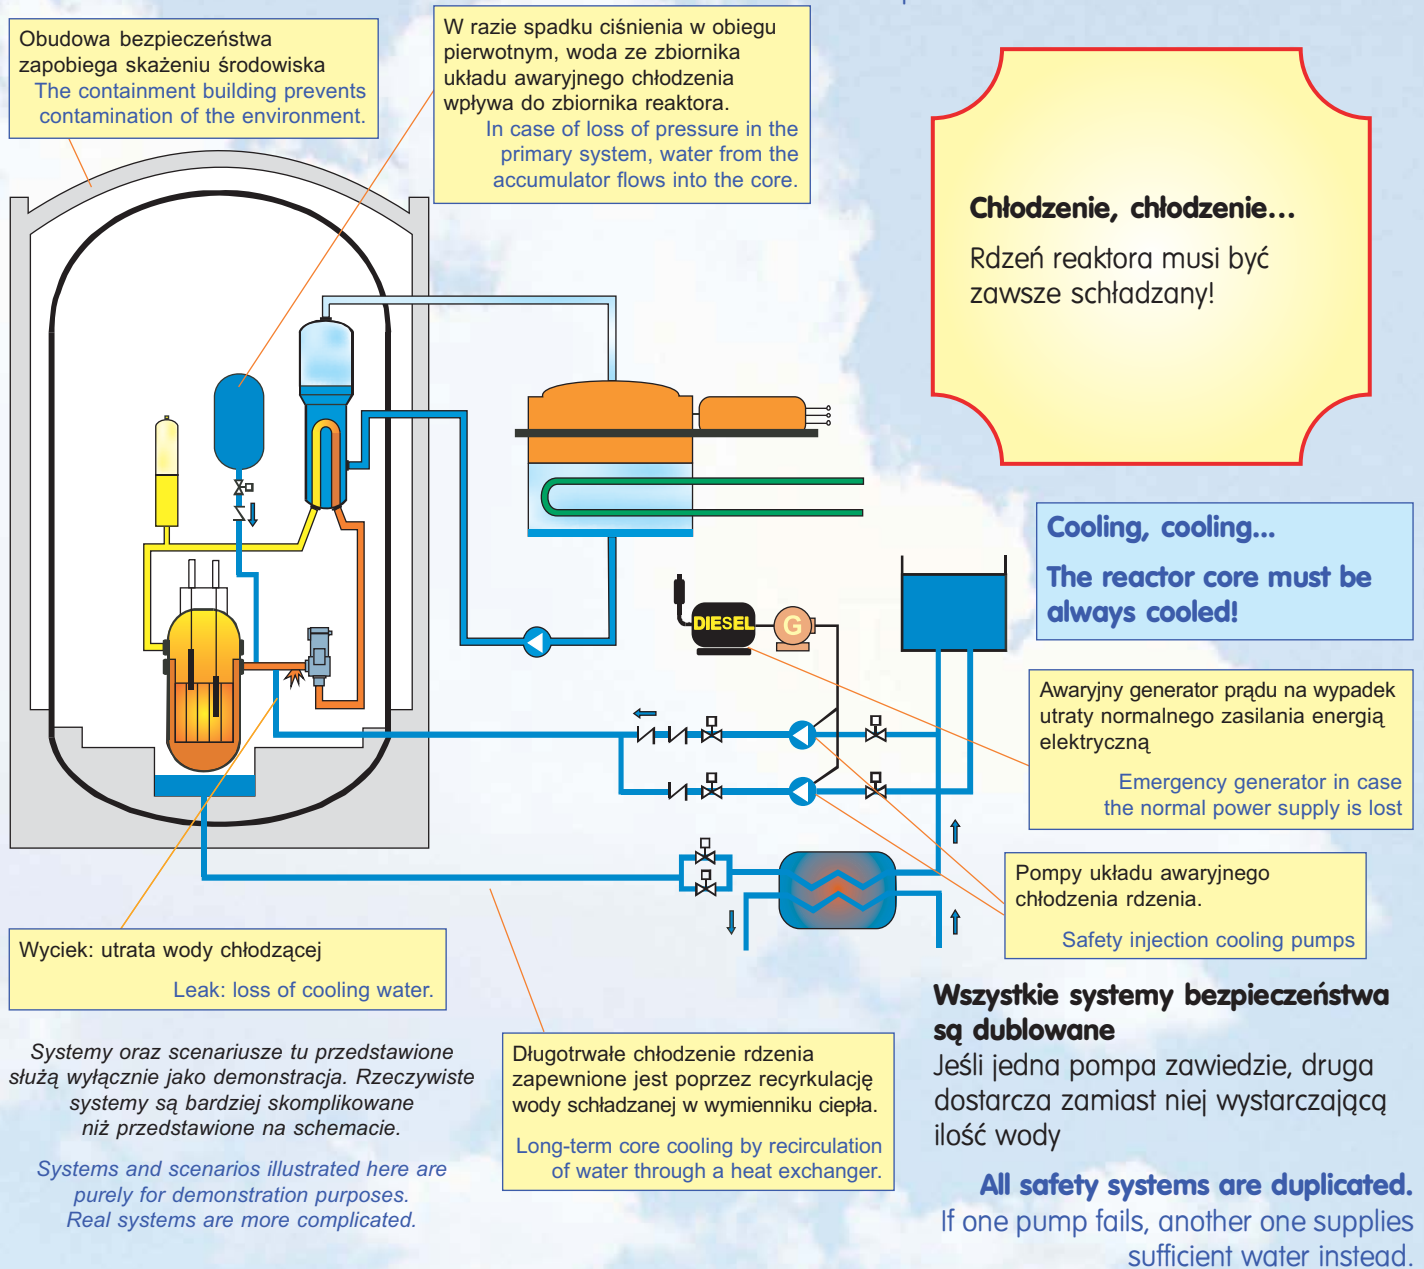 Obudowa bezpieczeństwa
zapobiega skażeniu środowiska
The containment building prevents
contamination of the environment.
W razie spadku ciśnienia w obiegu
pierwotnym, woda ze zbiornika
układu awaryjnego chłodzenia
wpływa do zbiornika reaktora.
In case of loss of pressure in the
primary system, water from the
accumulator flows into the core.
Chłodzenie, chłodzenie...
Rdzeń reaktora musi być
zawsze schładzany!
Cooling, cooling...
The reactor core must be
always cooled!
DIESEL
G
Awaryjny generator prądu na wypadek
utraty normalnego zasilania energią
elektryczną
Emergency generator in case
the normal power supply is lost
Pompy układu awaryjnego
chłodzenia rdzenia.
Safety injection cooling pumps
Wyciek: utrata wody chłodzącej
Leak: loss of cooling water.
Systemy oraz scenariusze tu przedstawione
służą wyłącznie jako demonstracja. Rzeczywiste
systemy są bardziej skomplikowane
niż przedstawione na schemacie.
Systems and scenarios illustrated here are
purely for demonstration purposes.
Real systems are more complicated.
Długotrwałe chłodzenie rdzenia
zapewnione jest poprzez recyrkulację
wody schładzanej w wymienniku ciepła.
Long-term core cooling by recirculation
of water through a heat exchanger.
Wszystkie systemy bezpieczeństwa
są dublowane
Jeśli jedna pompa zawiedzie, druga
dostarcza zamiast niej wystarczającą
ilość wody
All safety systems are duplicated.
If one pump fails, another one supplies
sufficient water instead.